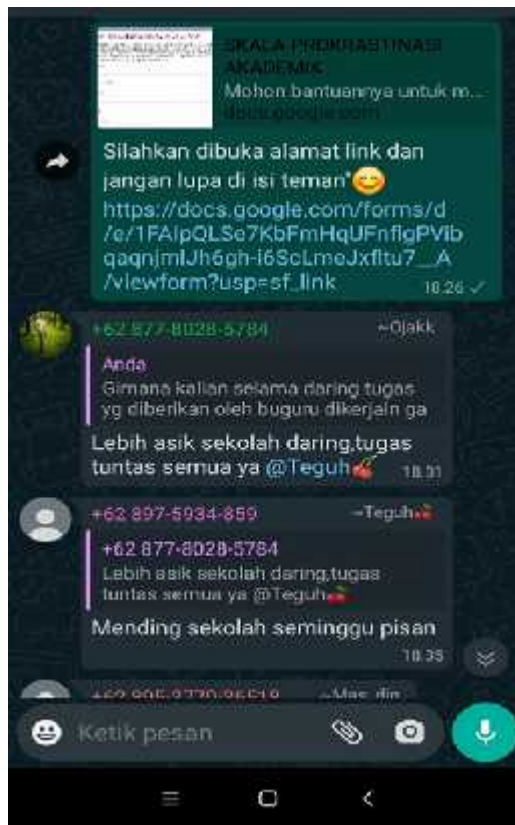 SKALA PROKRASTINASI
AKADEMIK
Mohon bantuannya untuk m...
docs.google.com
Silahkan dibuka alamat link dan
jangan lupa di isi teman"😊
https://docs.google.com/forms/d
/viewform?usp=sf_link
18.26 ✓
+62 877-8028-5784 ~Ojakk
Anda
Gimana kalian selama daring tugas
yg diberikan oleh buguru dikerjain ga
Lebih asik sekolah daring,tugas
tuntas semua ya @Teguh🍒
18.31
+62 897-5934-859 ~Teguh🍒
+62 877-8028-5784
Lebih asik sekolah daring,tugas
tuntas semua ya @Teguh🍒
Mending sekolah seminggu pisan
18.35
~Mas din
Ketik pesan